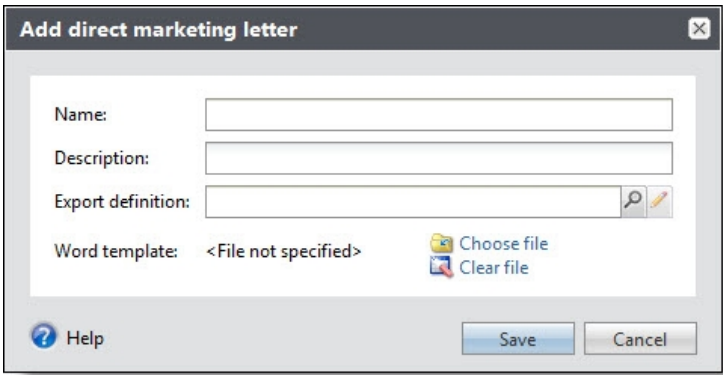 Add direct marketing letter
Name:
Description:
Export definition:
Word template: <File not specified> Choose file
Clear file
Help Save Cancel